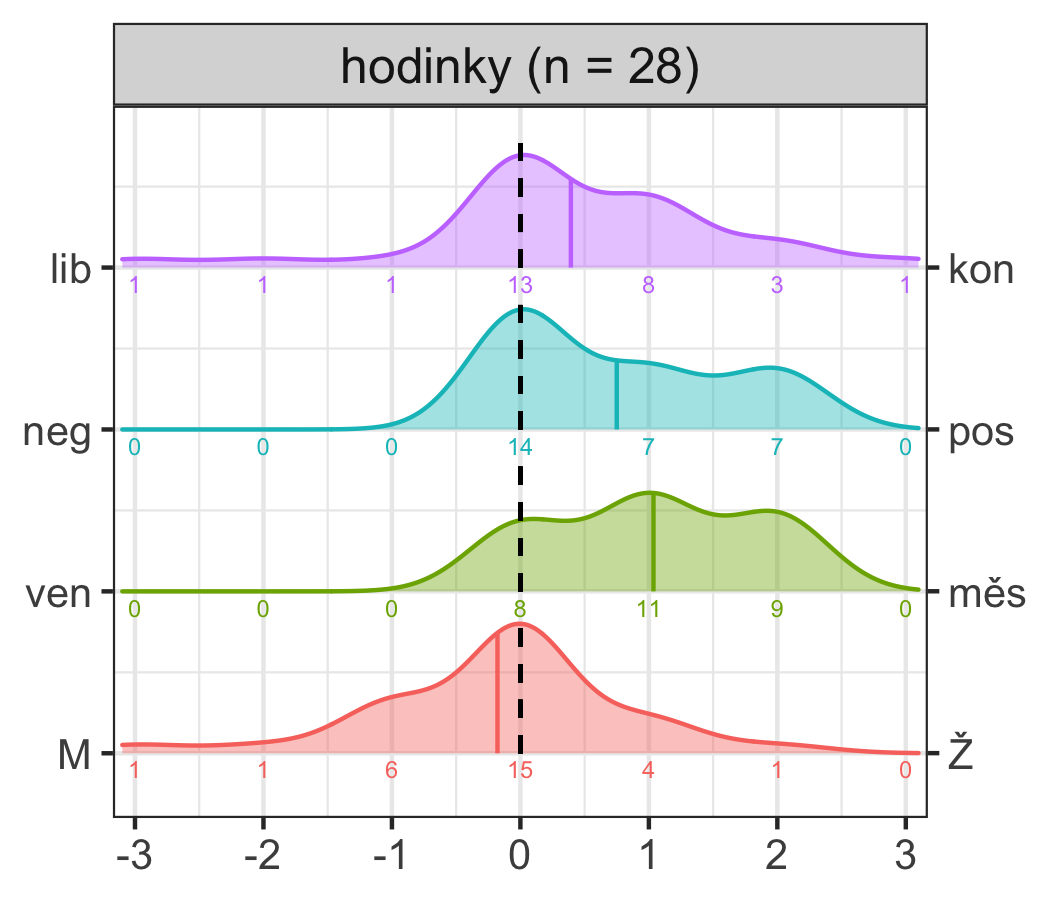 hodinky (n = 28)
lib kon
1 1 1 13 8 3 1
neg pos
0 0 0 14 7 7 0
ven měs
0 0 0 8 11 9 0
M Ž
1 1 6 15 4 1 0
-3 -2 -1 0 1 2 3